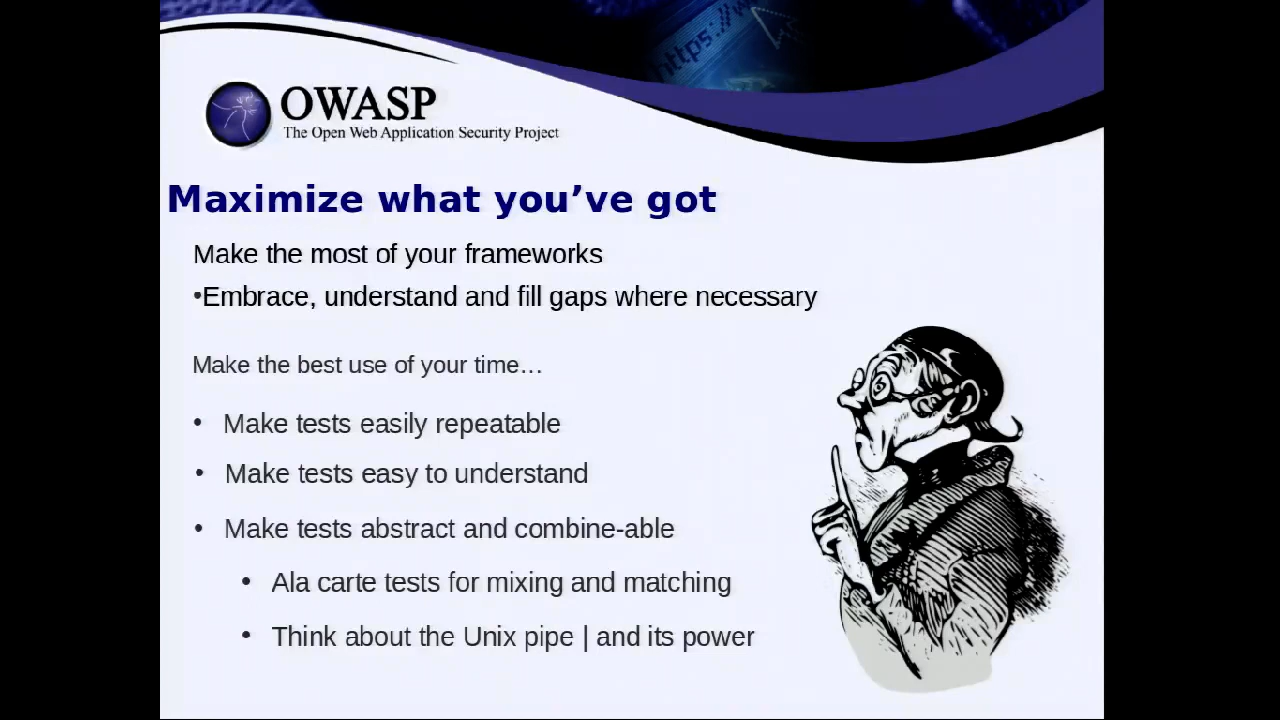 https://w
OWASP
The Open Web Application Security Project
Maximize what you’ve got
Make the most of your frameworks
•Embrace, understand and fill gaps where necessary
Make the best use of your time…
• Make tests easily repeatable
• Make tests easy to understand
• Make tests abstract and combine-able
• Ala carte tests for mixing and matching
• Think about the Unix pipe | and its power